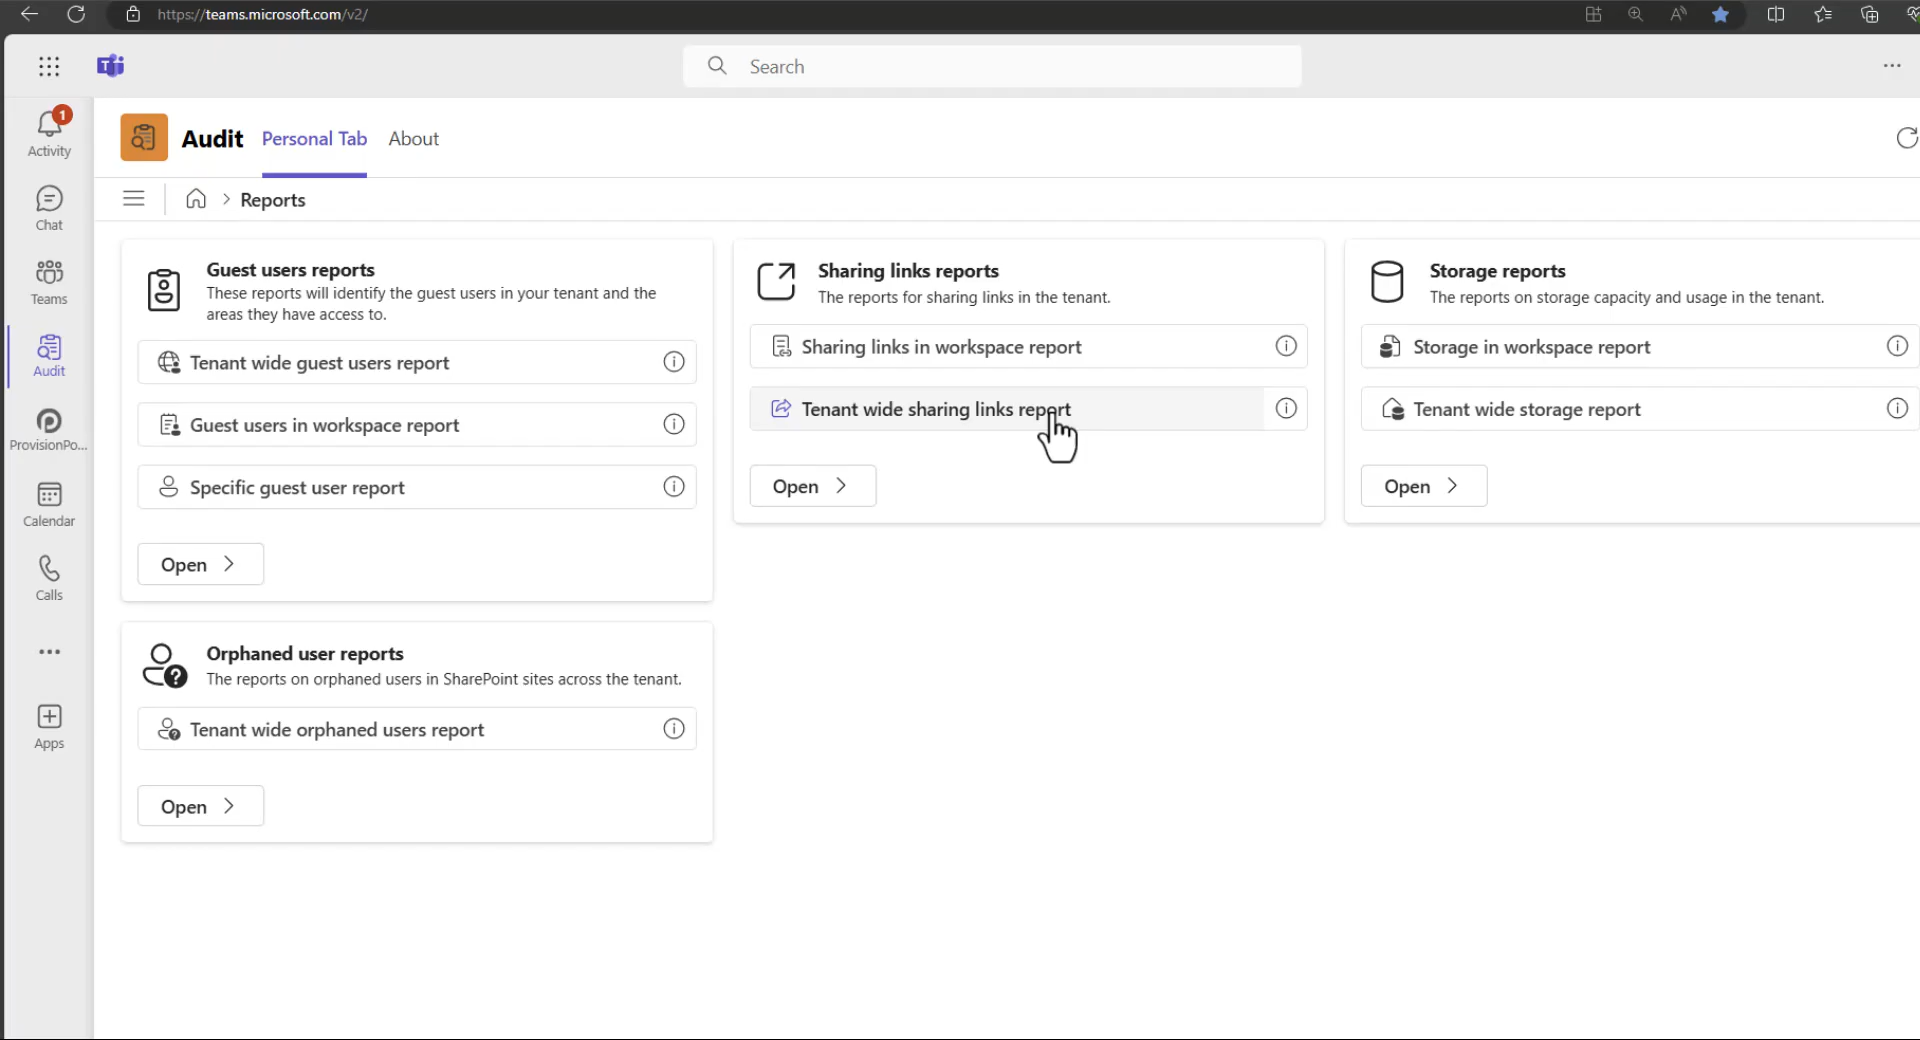 https://teams.microsoft.com/v2/
Search
1
Activity
Chat
Teams
Audit
ProvisionPo...
Calendar
Calls
Apps
Audit
Personal Tab
About
Reports
Guest users reports
These reports will identify the guest users in your tenant and the
areas they have access to.
Tenant wide guest users report
Guest users in workspace report
Specific guest user report
Open
Sharing links reports
The reports for sharing links in the tenant.
Sharing links in workspace report
Tenant wide sharing links report
Open
Storage reports
The reports on storage capacity and usage in the tenant.
Storage in workspace report
Tenant wide storage report
Open
Orphaned user reports
The reports on orphaned users in SharePoint sites across the tenant.
Tenant wide orphaned users report
Open